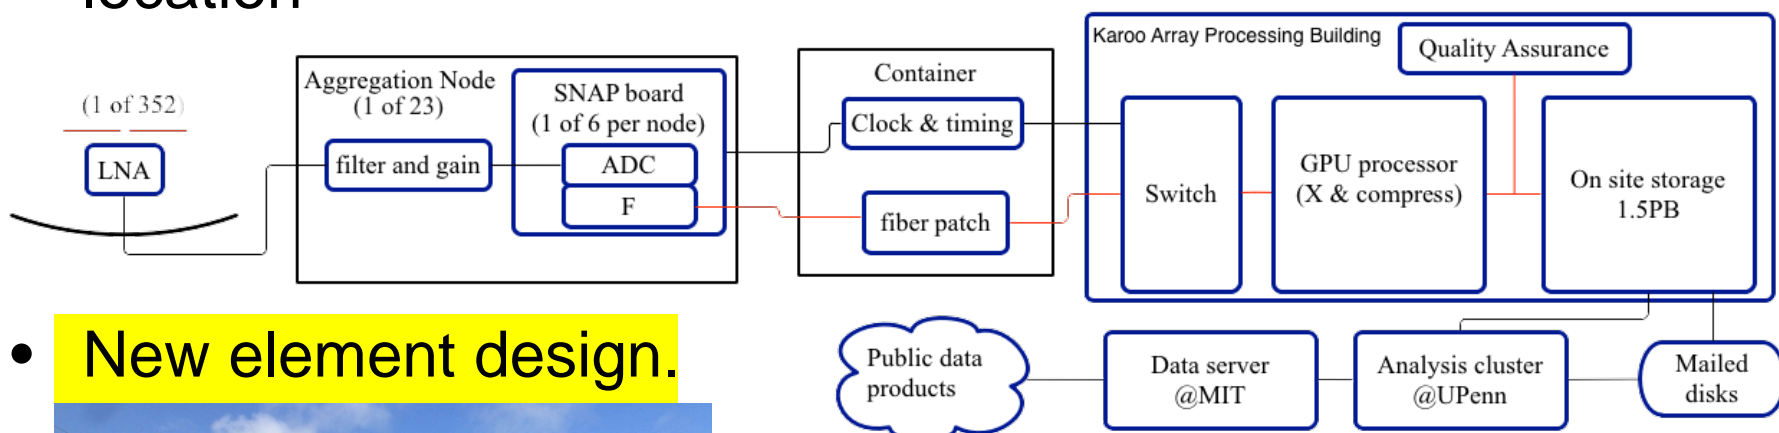 location
Karoo Array Processing Building
Quality Assurance
Aggregation Node
(1 of 23)
SNAP board
(1 of 6 per node)
Container
(1 of 352)
LNA
filter and gain
ADC
F
Clock & timing
fiber patch
Switch
GPU processor
(X & compress)
On site storage
1.5PB
• New element design.
Public data
products
Data server
@MIT
Analysis cluster
@UPenn
Mailed
disks